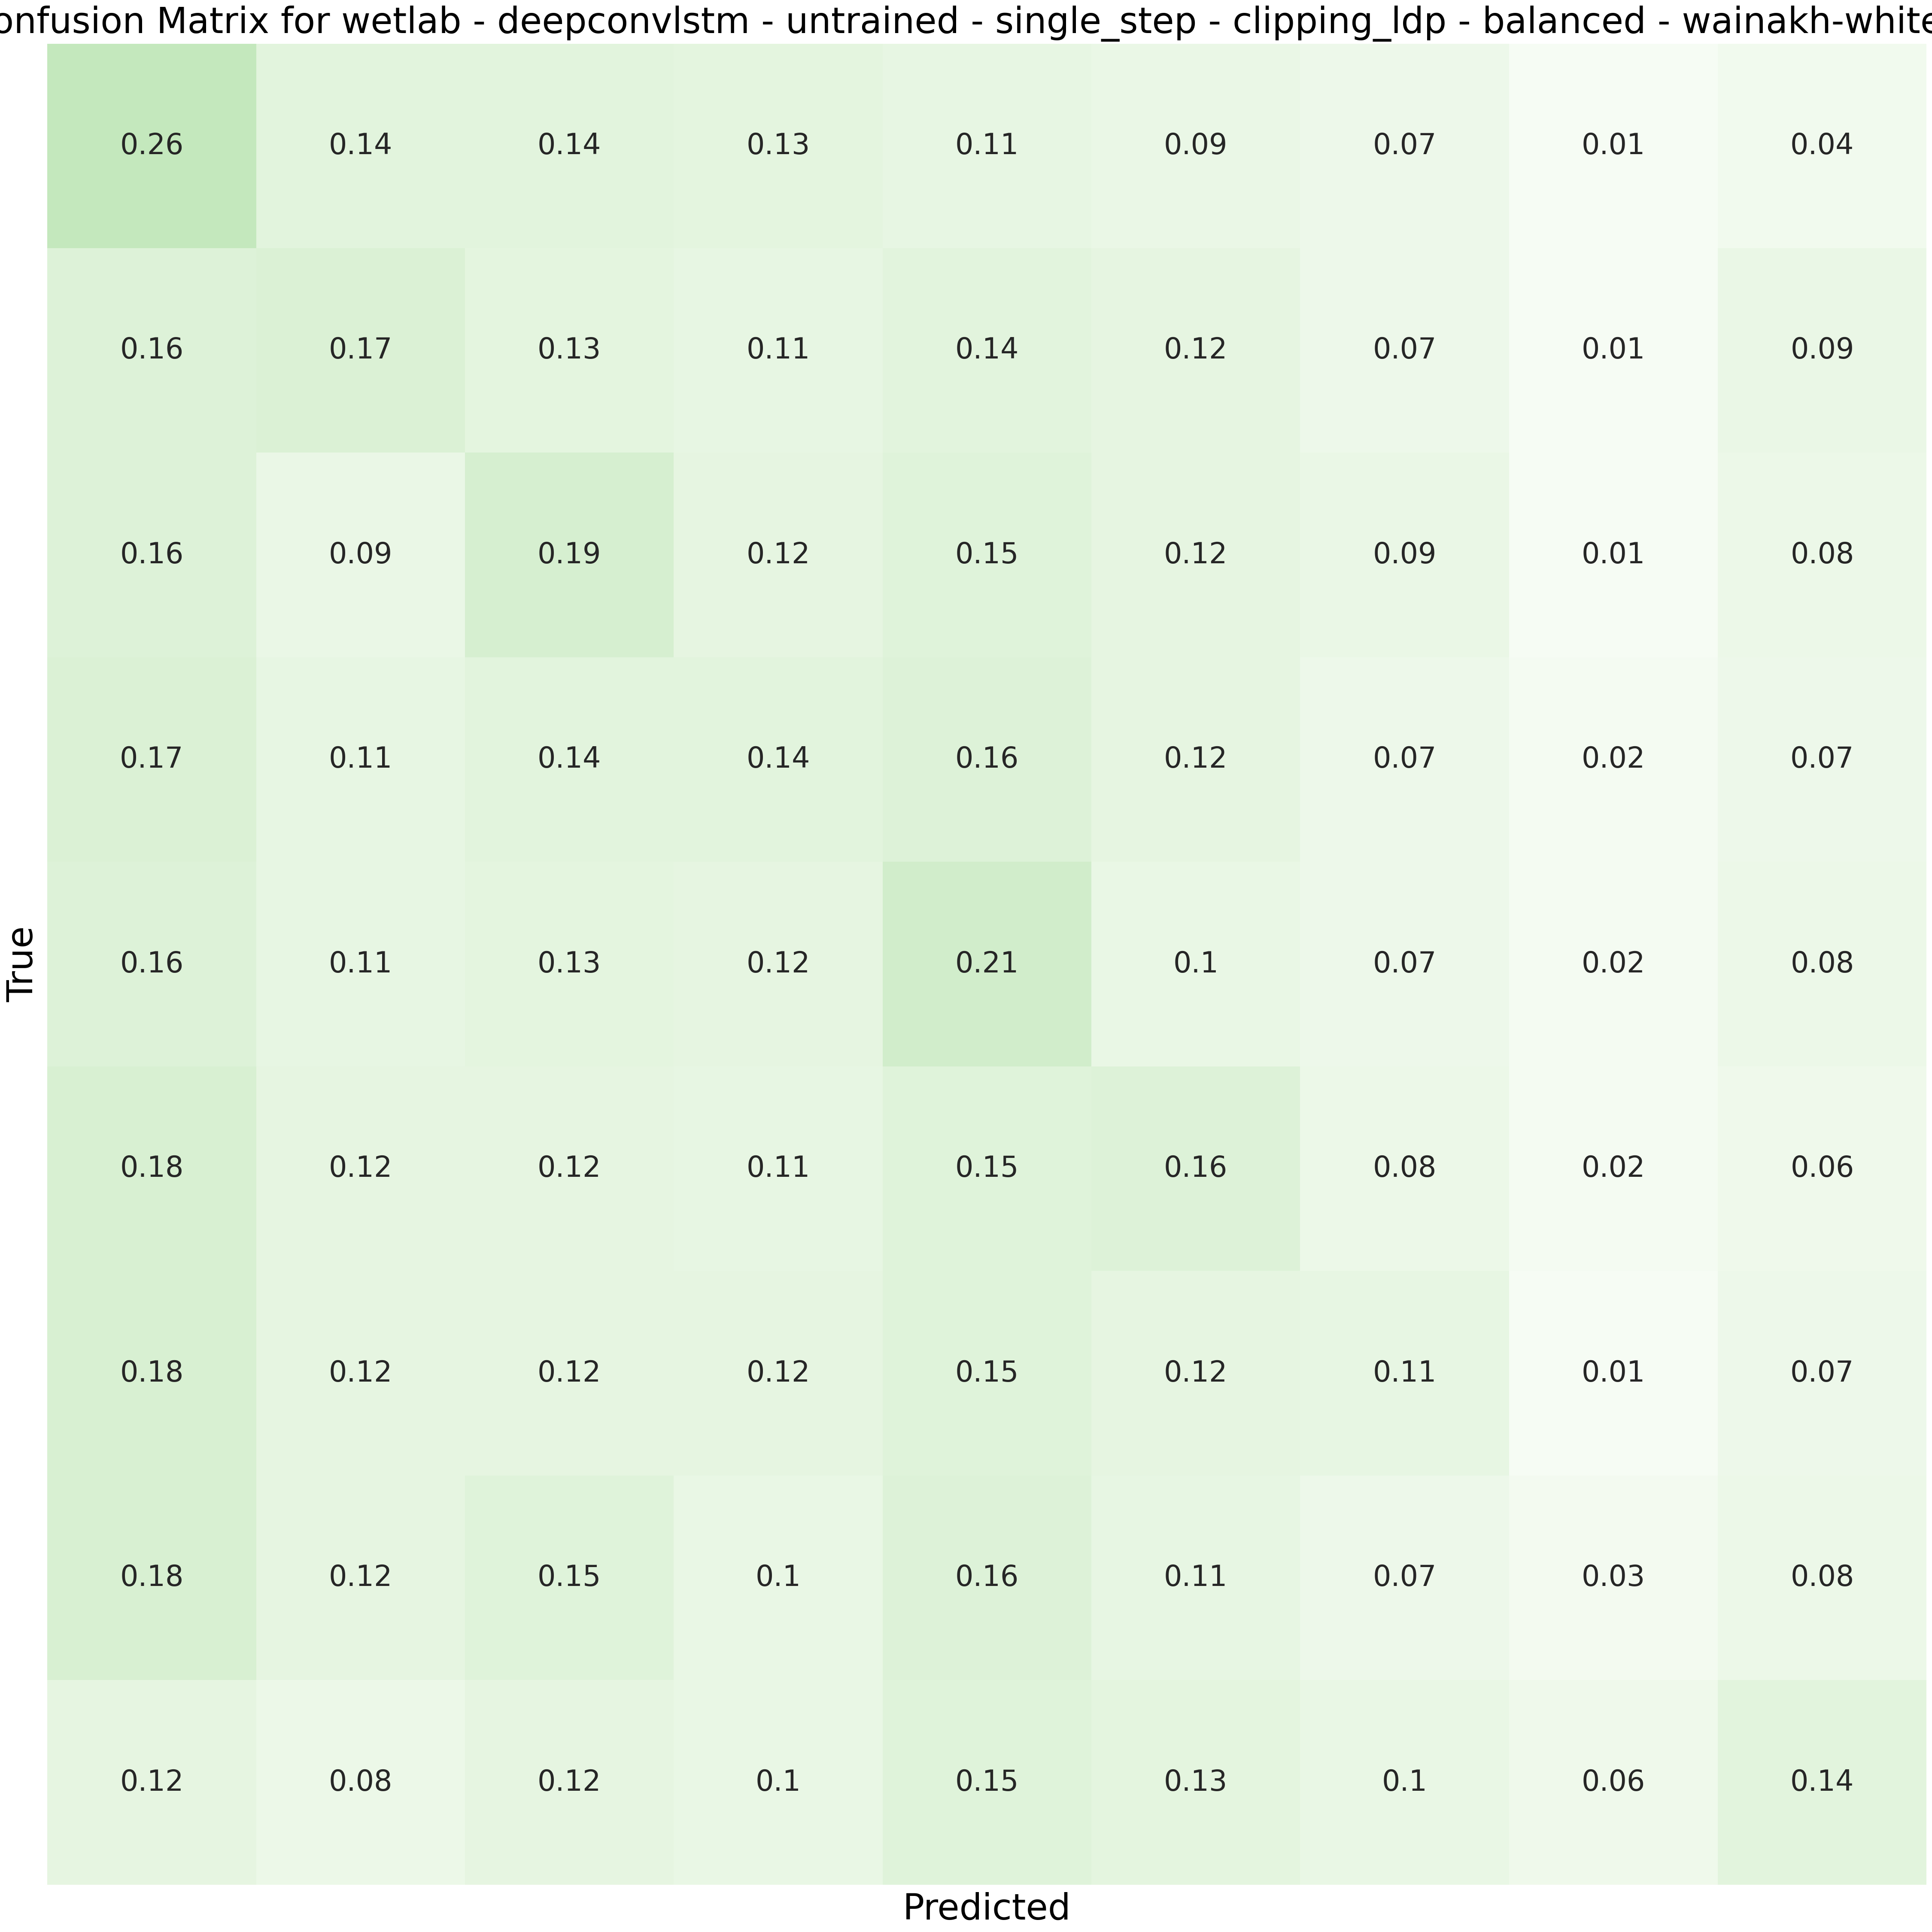 onfusion Matrix for wetlab - deepconvlstm - untrained - single_step - clipping_ldp - balanced - wainakh-white
0.26 0.14 0.14 0.13 0.11 0.09 0.07 0.01 0.04
0.16 0.17 0.13 0.11 0.14 0.12 0.07 0.01 0.09
0.16 0.09 0.19 0.12 0.15 0.12 0.09 0.01 0.08
0.17 0.11 0.14 0.14 0.16 0.12 0.07 0.02 0.07
0.16 0.11 0.13 0.12 0.21 0.1 0.07 0.02 0.08
0.18 0.12 0.12 0.11 0.15 0.16 0.08 0.02 0.06
0.18 0.12 0.12 0.12 0.15 0.12 0.11 0.01 0.07
0.18 0.12 0.15 0.1 0.16 0.11 0.07 0.03 0.08
0.12 0.08 0.12 0.1 0.15 0.13 0.1 0.06 0.14
True
Predicted